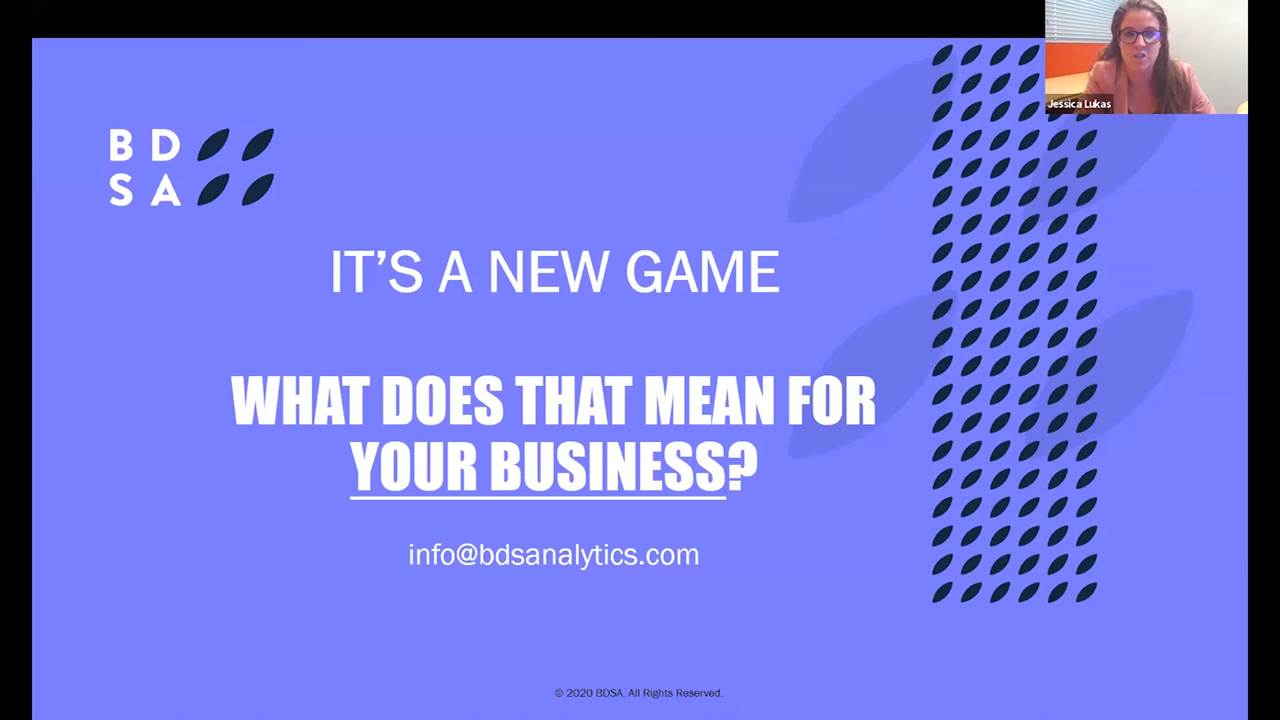 Jessica Lukas
B D
S A
IT'S A NEW GAME
WHAT DOES THAT MEAN FOR
YOUR BUSINESS?
info@bdsanalytics.com
© 2020 BDSA. All Rights Reserved.